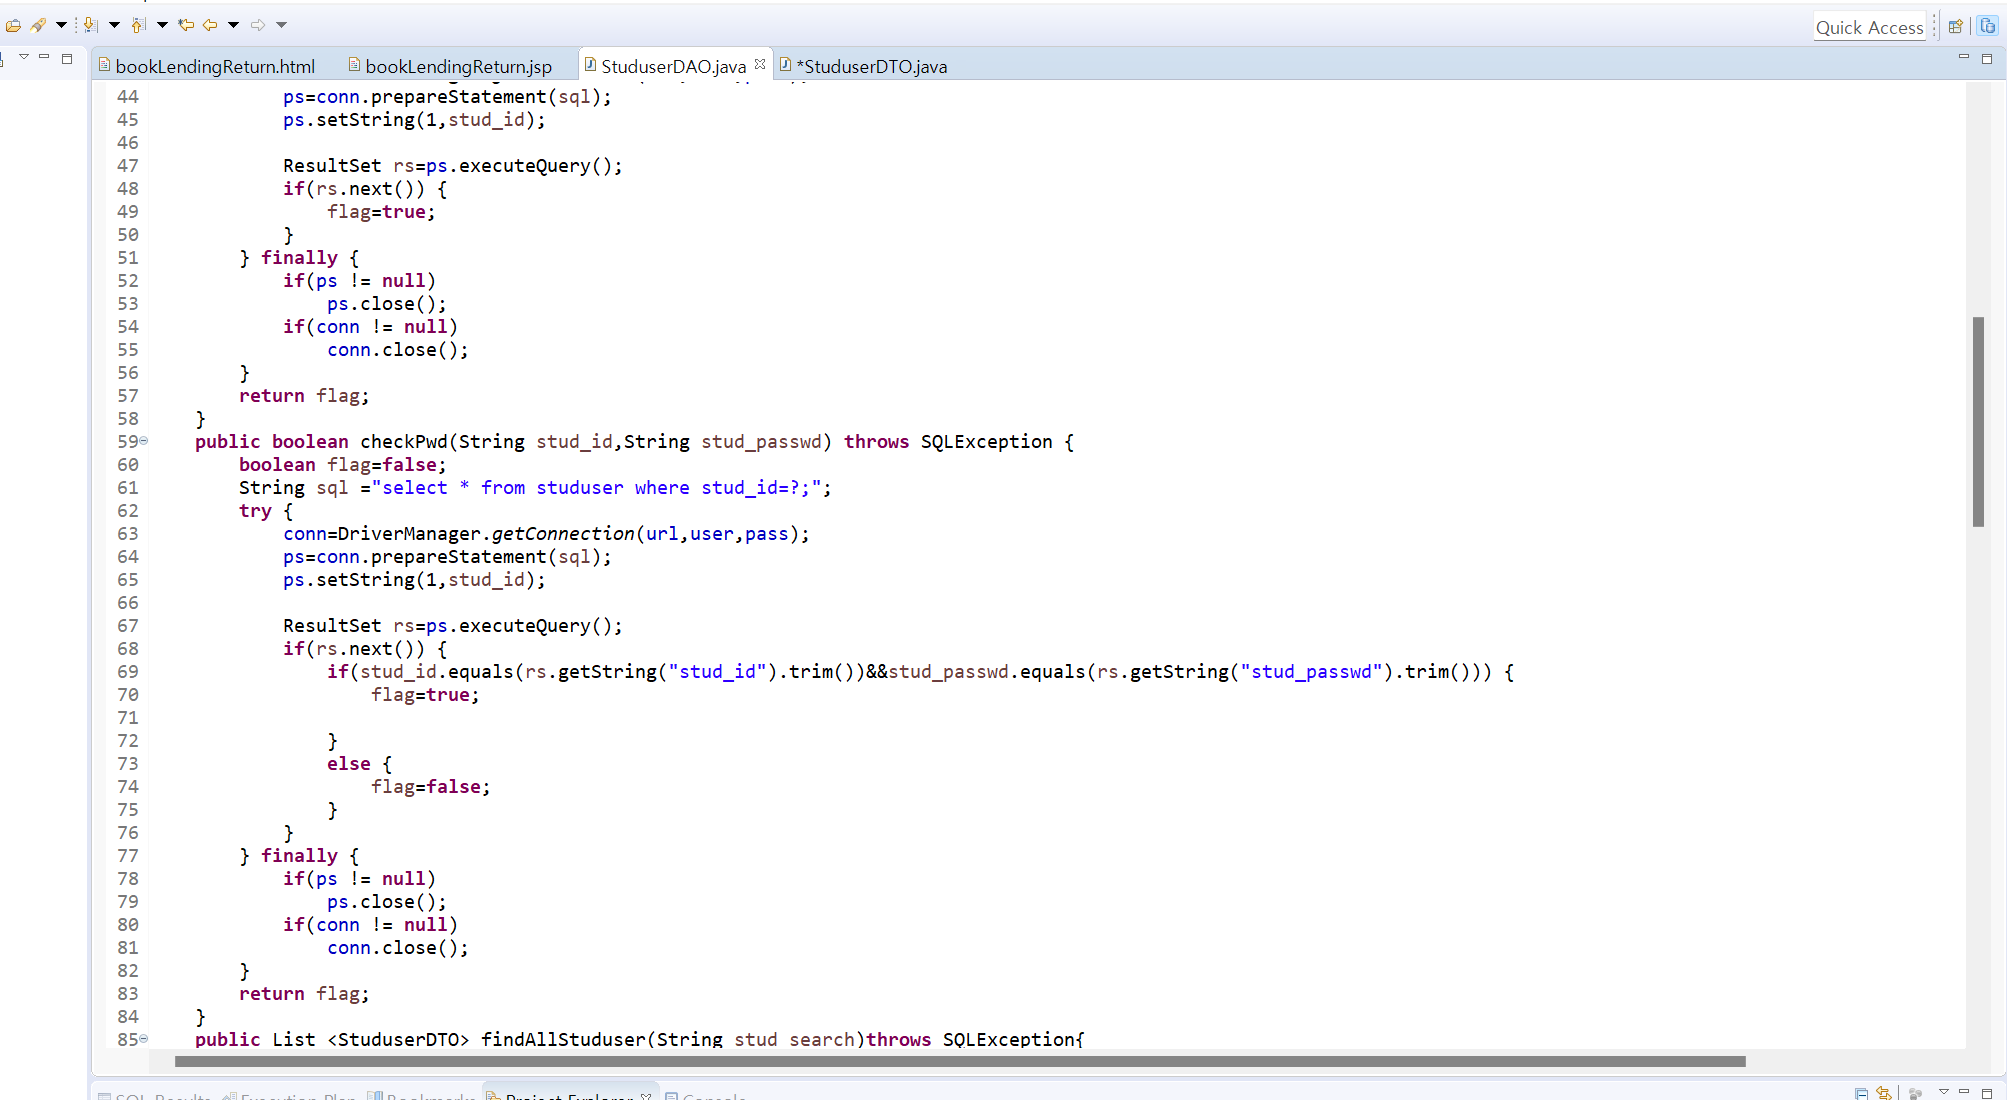 Quick Access
bookLendingReturn.html bookLendingReturn.jsp StuduserDAO.java *StuduserDTO.java
44 ps=conn.prepareStatement(sql);
45 ps.setString(1,stud_id);
46
47 ResultSet rs=ps.executeQuery();
48 if(rs.next()) {
49 flag=true;
50 }
51 } finally {
52 if(ps != null)
53 ps.close();
54 if(conn != null)
55 conn.close();
56 }
57 return flag;
58 }
59 public boolean checkPwd(String stud_id,String stud_passwd) throws SQLException {
60 boolean flag=false;
61 String sql ="select * from studuser where stud_id=?;";
62 try {
63 conn=DriverManager.getConnection(url,user,pass);
64 ps=conn.prepareStatement(sql);
65 ps.setString(1,stud_id);
66
67 ResultSet rs=ps.executeQuery();
68 if(rs.next()) {
69 if(stud_id.equals(rs.getString("stud_id").trim())&&stud_passwd.equals(rs.getString("stud_passwd").trim())) {
70 flag=true;
71
72 }
73 else {
74 flag=false;
75 }
76 }
77 } finally {
78 if(ps != null)
79 ps.close();
80 if(conn != null)
81 conn.close();
82 }
83 return flag;
84 }
85 public List <StuduserDTO> findAllStuduser(String stud_search)throws SQLException{
SQL Results Execution Plan Bookmarks Project Explorer Console